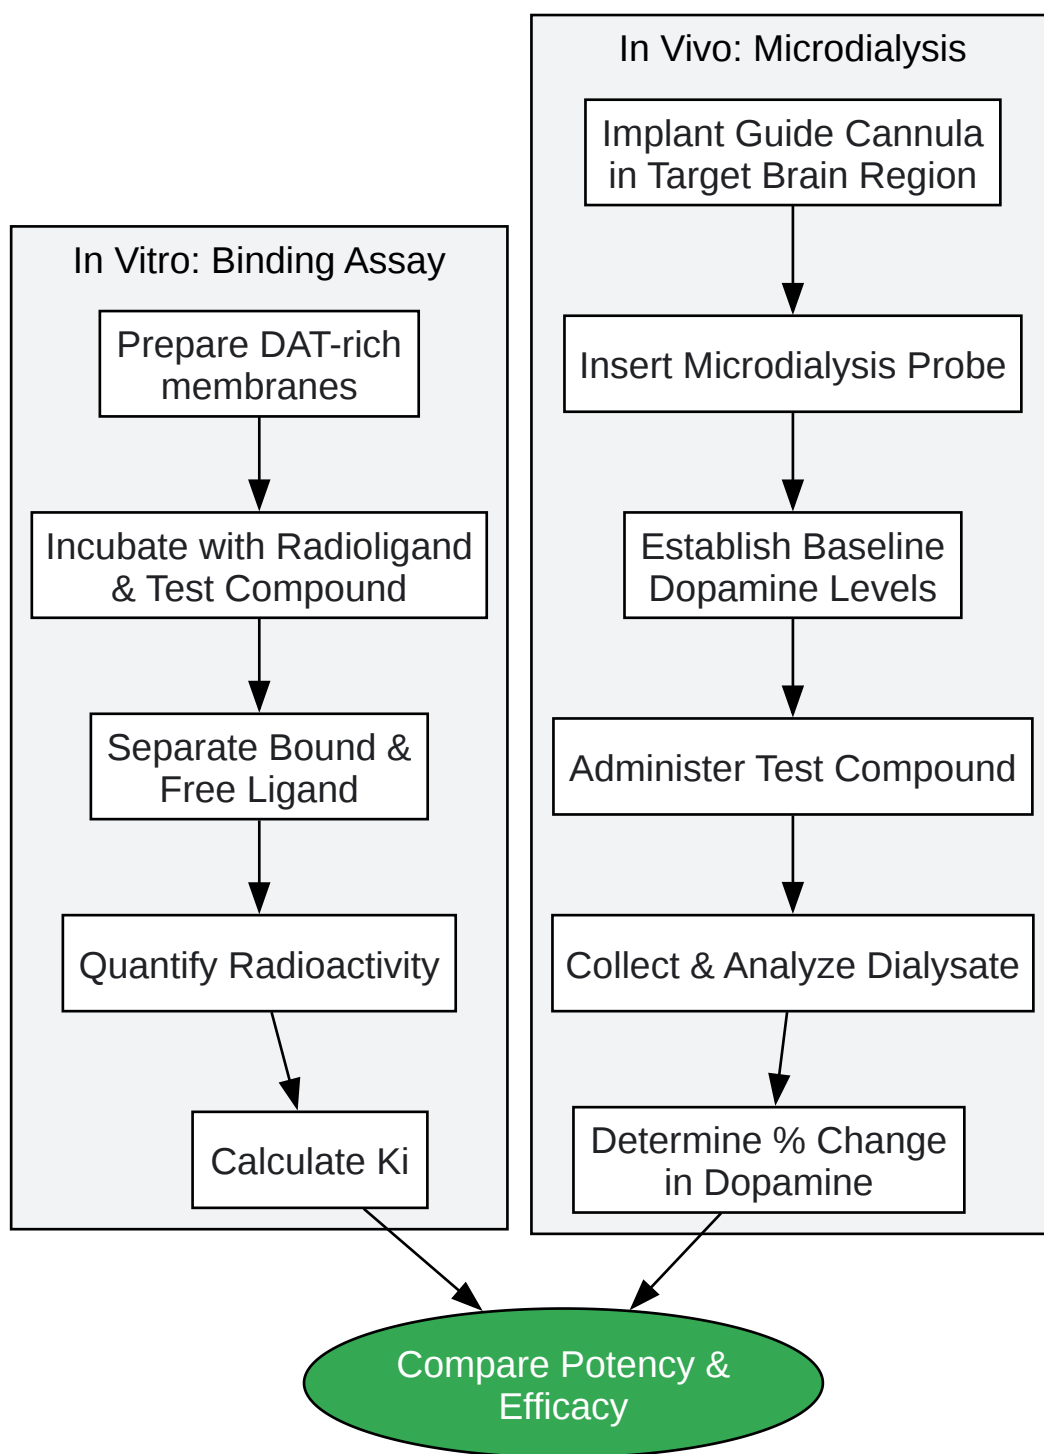 In Vitro: Binding Assay
Prepare DAT-rich
membranes
Incubate with Radioligand
& Test Compound
Separate Bound &
Free Ligand
Quantify Radioactivity
Calculate Ki
In Vivo: Microdialysis
Implant Guide Cannula
in Target Brain Region
Insert Microdialysis Probe
Establish Baseline
Dopamine Levels
Administer Test Compound
Collect & Analyze Dialysate
Determine % Change
in Dopamine
Compare Potency &
Efficacy